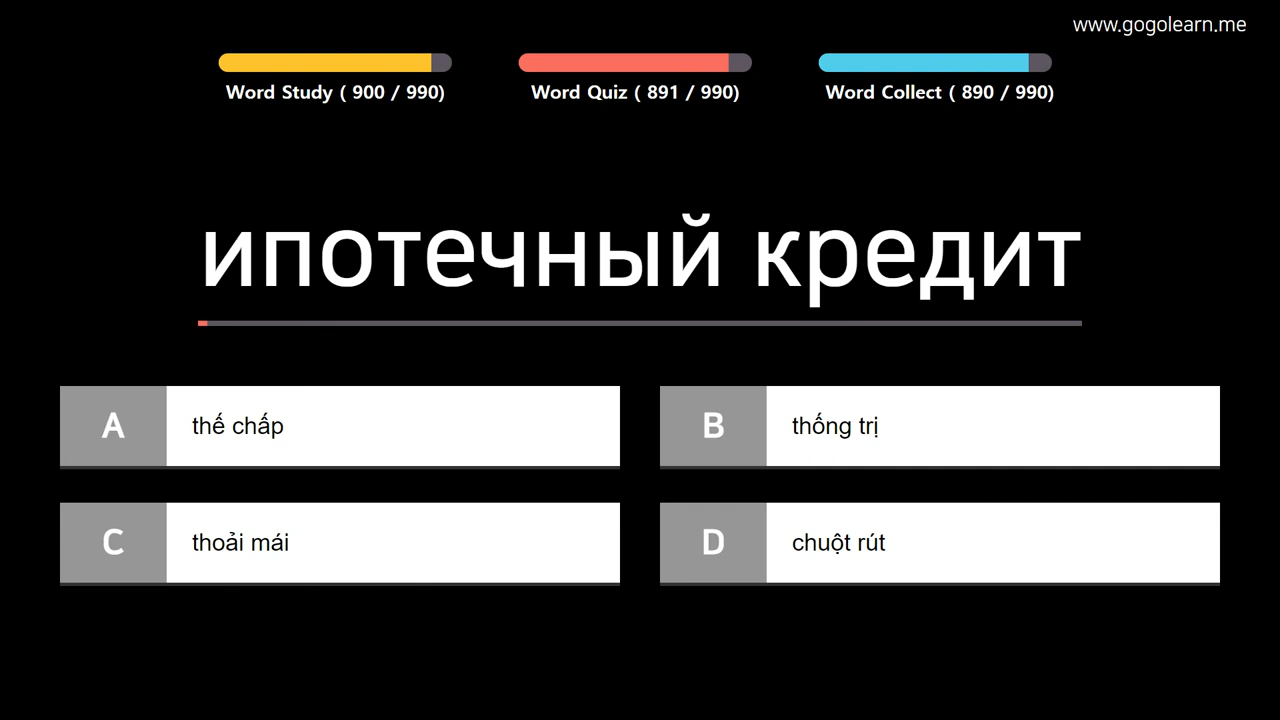 www.gogolearn.me
Word Study ( 900 / 990)
Word Quiz ( 891 / 990)
Word Collect ( 890 / 990)
ипотечный кредит
A thế chấp
B thống trị
C thoải mái
D chuột rút